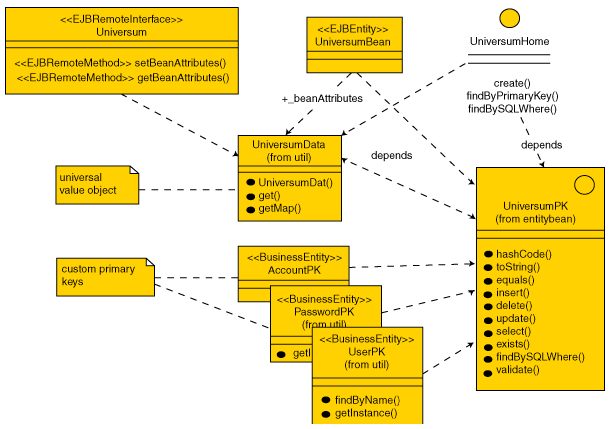 <<EJBRemoteInterface>>
Universum
<<EJBRemoteMethod>> setBeanAttributes()
<<EJBRemoteMethod>> getBeanAttributes()
<<EJBEntity>>
UniversumBean
UniversumHome
create()
findByPrimaryKey()
findBySQLWhere()
+_beanAttributes
depends
depends
UniversumData
(from util)
UniversumDat()
get()
getMap()
universal
value object
UniversumPK
(from entitybean)
hashCode()
toString()
equals()
insert()
delete()
update()
select()
exists()
findBySQLWhere()
validate()
custom primary
keys
<<BusinessEntity>>
AccountPK
<<BusinessEntity>>
PasswordPK
(from util)
getI
<<BusinessEntity>>
UserPK
(from util)
findByName()
getInstance()